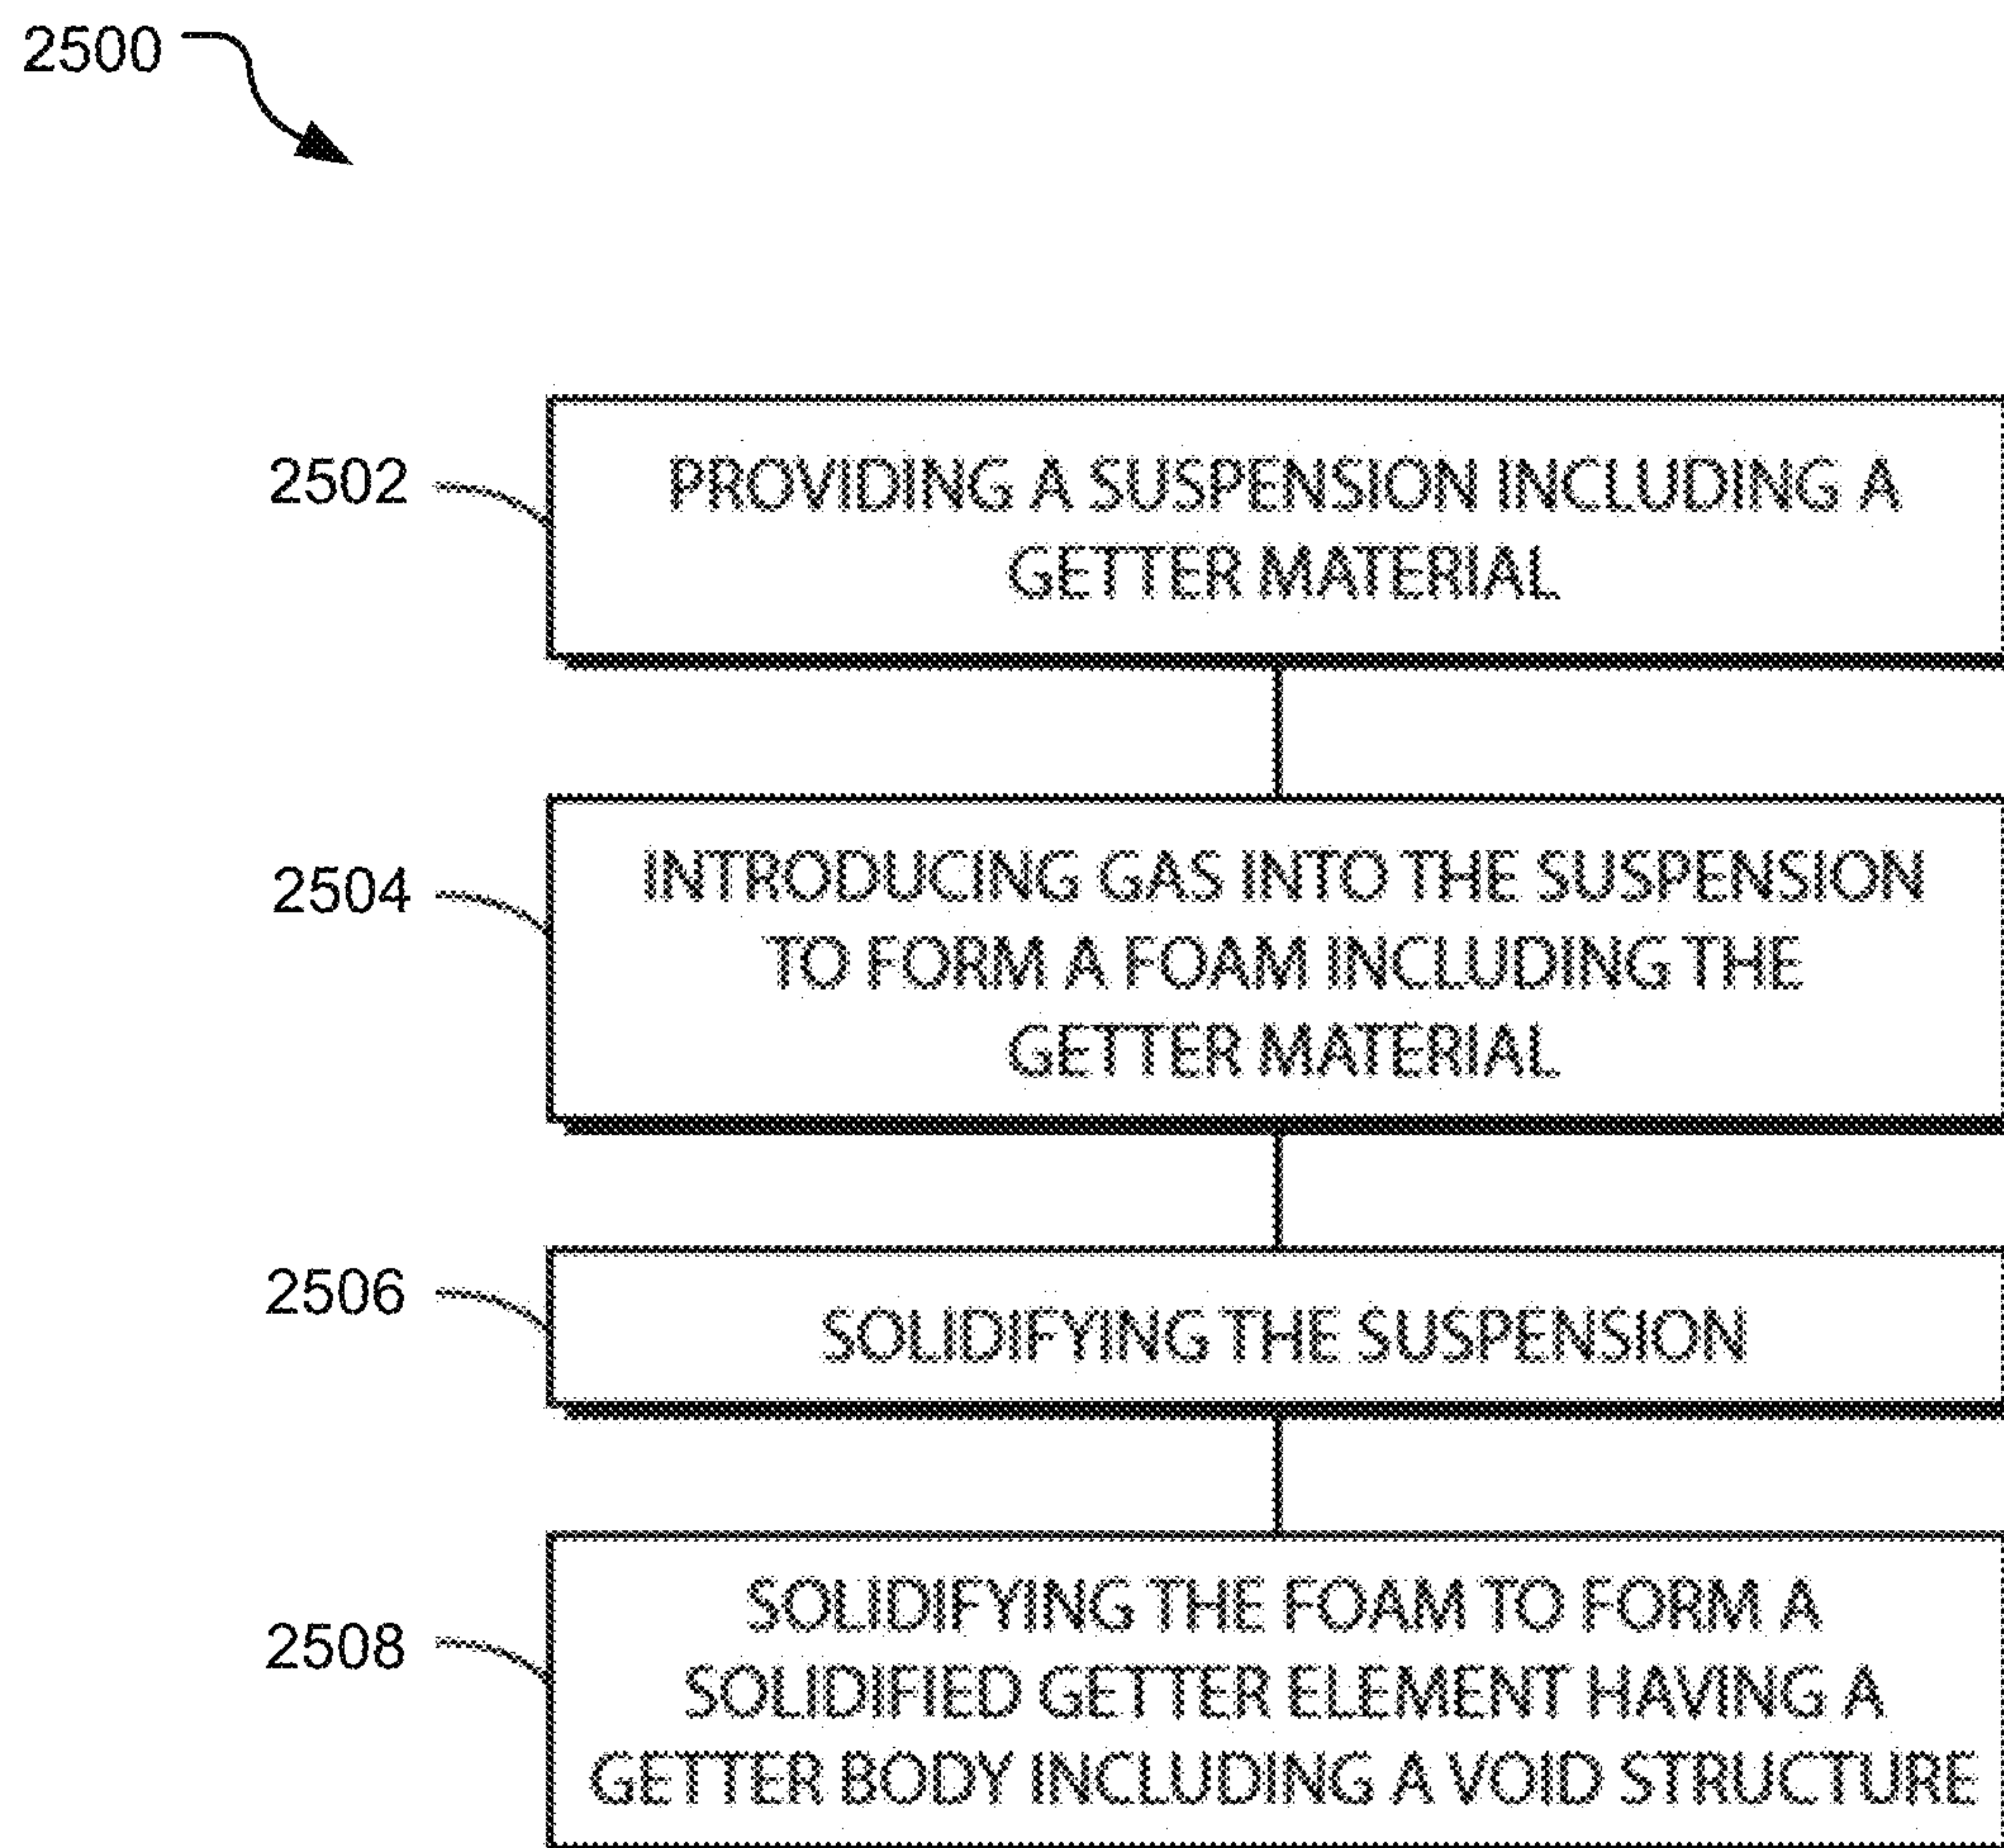 2500
2502
PROVIDING A SUSPENSION INCLUDING A
GETTER MATERIAL
2504
INTRODUCING GAS INTO THE SUSPENSION
TO FORM A FOAM INCLUDING THE
GETTER MATERIAL
2506
SOLIDIFYING THE SUSPENSION
2508
SOLIDIFYING THE FOAM TO FORM A
SOLIDIFIED GETTER ELEMENT HAVING A
GETTER BODY INCLUDING A VOID STRUCTURE